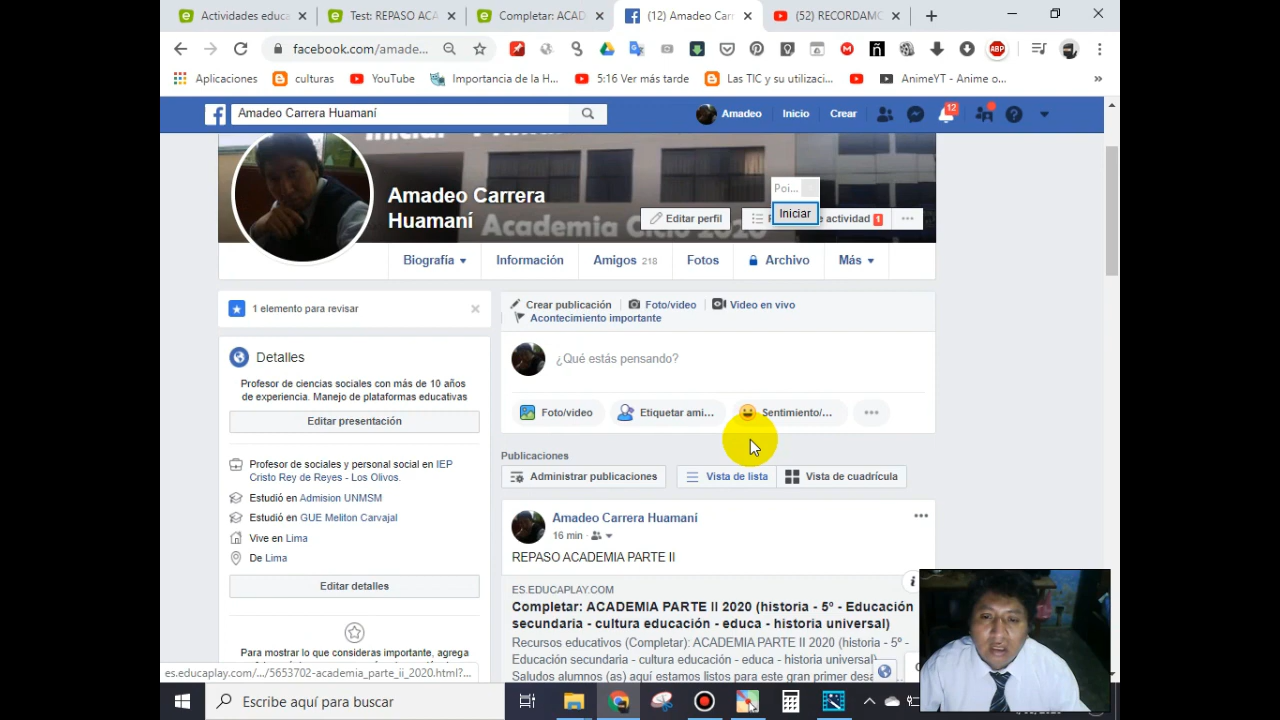 Actividades educa
Test: REPASO AC
Completar: ACAD
(12) Amadeo Carr
(52) RECORDAMO
facebook.com/amade...
Aplicaciones
culturas
YouTube
Importancia de la H...
5:16 Ver más tarde
Las TIC y su utilizaci...
AnimeYT - Anime o...
Amadeo Carrera Huamaní
Amadeo
Inicio
Crear
12
Amadeo Carrera
Huamaní
Academia Ciclo 2020
Editar perfil
Poi...
Iniciar
e actividad 1
Biografía
Información
Amigos 218
Fotos
Archivo
Más
1 elemento para revisar
Detalles
Profesor de ciencias sociales con más de 10 años
de experiencia. Manejo de plataformas educativas
Editar presentación
Profesor de sociales y personal social en IEP
Cristo Rey de Reyes - Los Olivos.
Estudió en Admision UNMSM
Estudió en GUE Meliton Carvajal
Vive en Lima
De Lima
Editar detalles
Para mostrar lo que consideras importante, agrega
Crear publicación
Foto/video
Video en vivo
Acontecimiento importante
¿Qué estás pensando?
Foto/video
Etiquetar ami...
Sentimiento/...
Publicaciones
Administrar publicaciones
Vista de lista
Vista de cuadrícula
Amadeo Carrera Huamaní
16 min
REPASO ACADEMIA PARTE II
ES.EDUCAPLAY.COM
Completar: ACADEMIA PARTE II 2020 (historia - 5º - Educación
secundaria - cultura educación - educa - historia universal)
Recursos educativos (Completar): ACADEMIA PARTE II 2020 (historia - 5º -
Educación secundaria - cultura educación - educa - historia universal)
Saludos alumnos (as) aquí estamos listos para este gran primer desa
es.educaplay.com/.../5653702-academia_parte_ii_2020.html?...
Escribe aquí para buscar